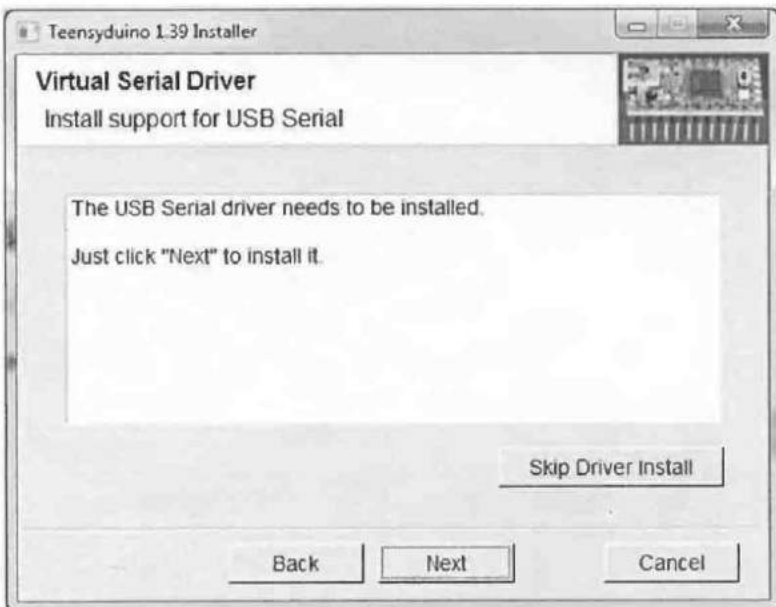 Teensyduino 1.39 Installer
Virtual Serial Driver
Install support for USB Serial
The USB Serial driver needs to be installed.
Just click "Next" to install it.
Skip Driver Install
Back
Next
Cancel